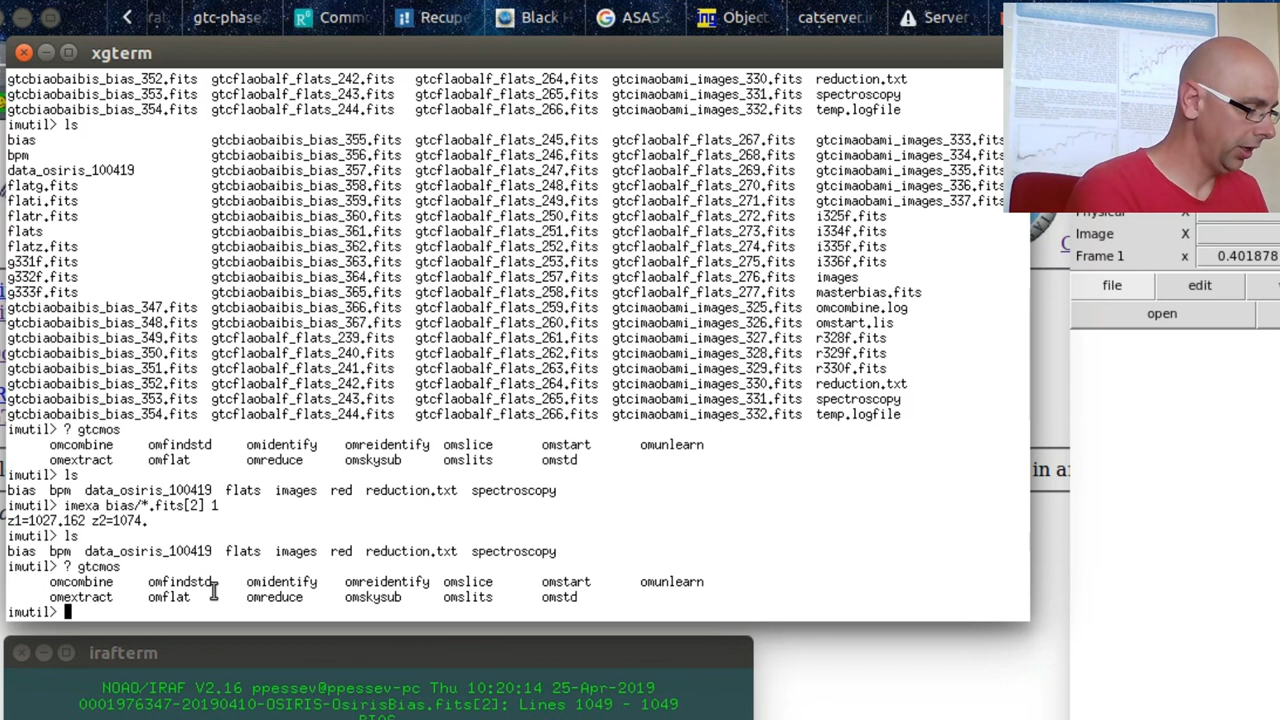 rat
gtc-phase2
Comm
Recupe
Black H
ASAS-S
Object
catserver.
Server
xgterm
gtcbiaobaibis_bias_352.fits gtcflaobalf_flats_242.fits gtcflaobalf_flats_264.fits gtcimaobami_images_330.fits reduction.txt
gtcbiaobaibis_bias_353.fits gtcflaobalf_flats_243.fits gtcflaobalf_flats_265.fits gtcimaobami_images_331.fits spectroscopy
gtcbiaobaibis_bias_354.fits gtcflaobalf_flats_244.fits gtcflaobalf_flats_266.fits gtcimaobami_images_332.fits temp.logfile
imutil> ls
bias gtcbiaobaibis_bias_355.fits gtcflaobalf_flats_245.fits gtcflaobalf_flats_267.fits gtcimaobami_images_333.fits
bpm gtcbiaobaibis_bias_356.fits gtcflaobalf_flats_246.fits gtcflaobalf_flats_268.fits gtcimaobami_images_334.fits
data_osiris_100419 gtcbiaobaibis_bias_357.fits gtcflaobalf_flats_247.fits gtcflaobalf_flats_269.fits gtcimaobami_images_335.fits
flatg.fits gtcbiaobaibis_bias_358.fits gtcflaobalf_flats_248.fits gtcflaobalf_flats_270.fits gtcimaobami_images_336.fits
flati.fits gtcbiaobaibis_bias_359.fits gtcflaobalf_flats_249.fits gtcflaobalf_flats_271.fits gtcimaobami_images_337.fits
flatr.fits gtcbiaobaibis_bias_360.fits gtcflaobalf_flats_250.fits gtcflaobalf_flats_272.fits i325f.fits
flats gtcbiaobaibis_bias_361.fits gtcflaobalf_flats_251.fits gtcflaobalf_flats_273.fits i334f.fits
flatz.fits gtcbiaobaibis_bias_362.fits gtcflaobalf_flats_252.fits gtcflaobalf_flats_274.fits i335f.fits
g331f.fits gtcbiaobaibis_bias_363.fits gtcflaobalf_flats_253.fits gtcflaobalf_flats_275.fits i336f.fits
g332f.fits gtcbiaobaibis_bias_364.fits gtcflaobalf_flats_257.fits gtcflaobalf_flats_276.fits images
g333f.fits gtcbiaobaibis_bias_365.fits gtcflaobalf_flats_258.fits gtcflaobalf_flats_277.fits masterbias.fits
gtcbiaobaibis_bias_347.fits gtcbiaobaibis_bias_366.fits gtcflaobalf_flats_259.fits gtcimaobami_images_325.fits omcombine.log
gtcbiaobaibis_bias_348.fits gtcbiaobaibis_bias_367.fits gtcflaobalf_flats_260.fits gtcimaobami_images_326.fits omstart.lis
gtcbiaobaibis_bias_349.fits gtcflaobalf_flats_239.fits gtcflaobalf_flats_261.fits gtcimaobami_images_327.fits r328f.fits
gtcbiaobaibis_bias_350.fits gtcflaobalf_flats_240.fits gtcflaobalf_flats_262.fits gtcimaobami_images_328.fits r329f.fits
gtcbiaobaibis_bias_351.fits gtcflaobalf_flats_241.fits gtcflaobalf_flats_263.fits gtcimaobami_images_329.fits r330f.fits
gtcbiaobaibis_bias_352.fits gtcflaobalf_flats_242.fits gtcflaobalf_flats_264.fits gtcimaobami_images_330.fits reduction.txt
gtcbiaobaibis_bias_353.fits gtcflaobalf_flats_243.fits gtcflaobalf_flats_265.fits gtcimaobami_images_331.fits spectroscopy
gtcbiaobaibis_bias_354.fits gtcflaobalf_flats_244.fits gtcflaobalf_flats_266.fits gtcimaobami_images_332.fits temp.logfile
imutil> ? gtcmos
omcombine omfindstd omidentify omreidentify omslice omstart omunlearn
omextract omflat omreduce omskysub omslits omstd
imutil> ls
bias bpm data_osiris_100419 flats images red reduction.txt spectroscopy
imutil> imexa bias/*.fits[2] 1
z1=1027.162 z2=1074.
imutil> ls
bias bpm data_osiris_100419 flats images red reduction.txt spectroscopy
imutil> ? gtcmos
omcombine omfindstd omidentify omreidentify omslice omstart omunlearn
omextract omflat omreduce omskysub omslits omstd
imutil>
Physical X
Image X
Frame 1 x 0.401878
file edit
open
in a
irafterm
NOAO/IRAF V2.16 ppessev@ppessev-pc Thu 10:20:14 25-Apr-2019
0001976347-20190410-OSIRIS-OsirisBias.fits[2]: Lines 1049 - 1049
BIAS